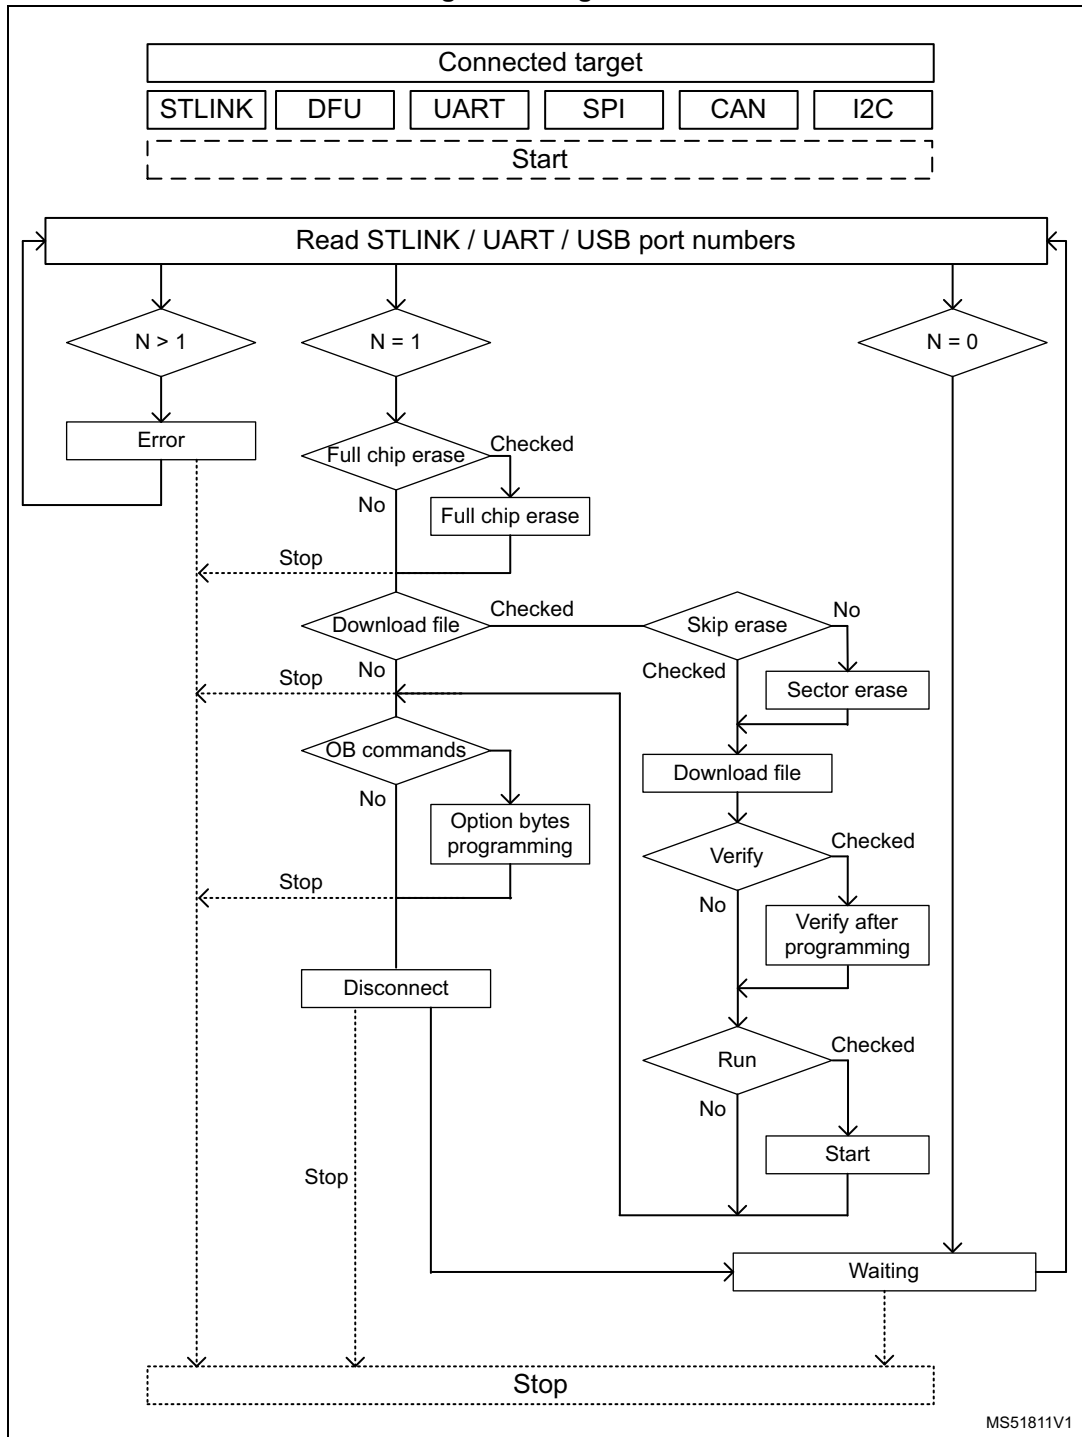 Connected target
STLINK DFU UART SPI CAN I2C
Start
Read STLINK / UART / USB port numbers
N > 1 N = 1 N = 0
Error
Full chip erase Checked
No
Full chip erase
Stop
Download file Checked Skip erase No
No Checked
Stop
Sector erase
OB commands
Download file
No
Option bytes
programming
Verify Checked
Stop
No
Verify after
programming
Disconnect
Run Checked
No
Start
Stop
Waiting
Stop
MS51811V1